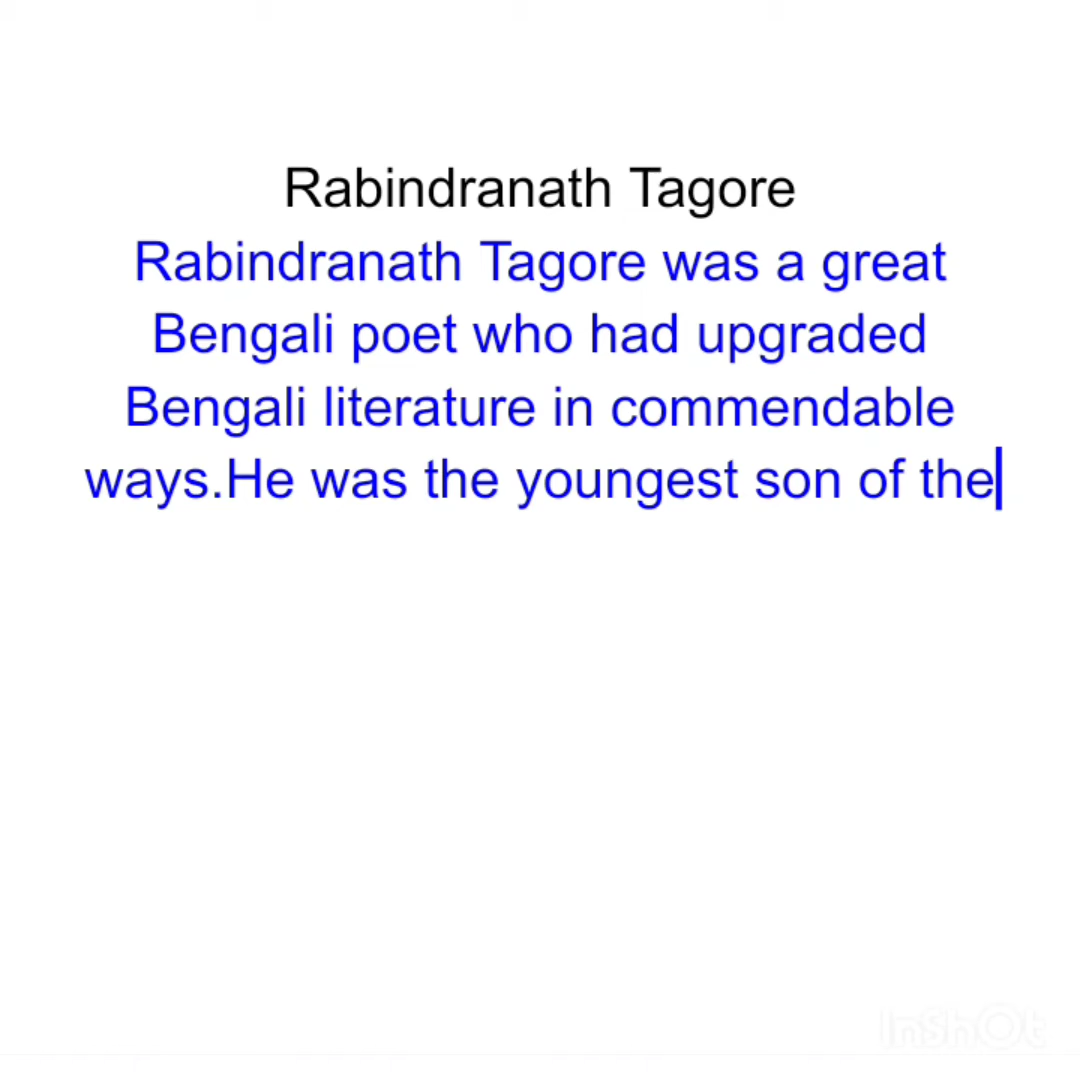 Rabindranath Tagore
Rabindranath Tagore was a great
Bengali poet who had upgraded
Bengali literature in commendable
ways.He was the youngest son of the
InShOt